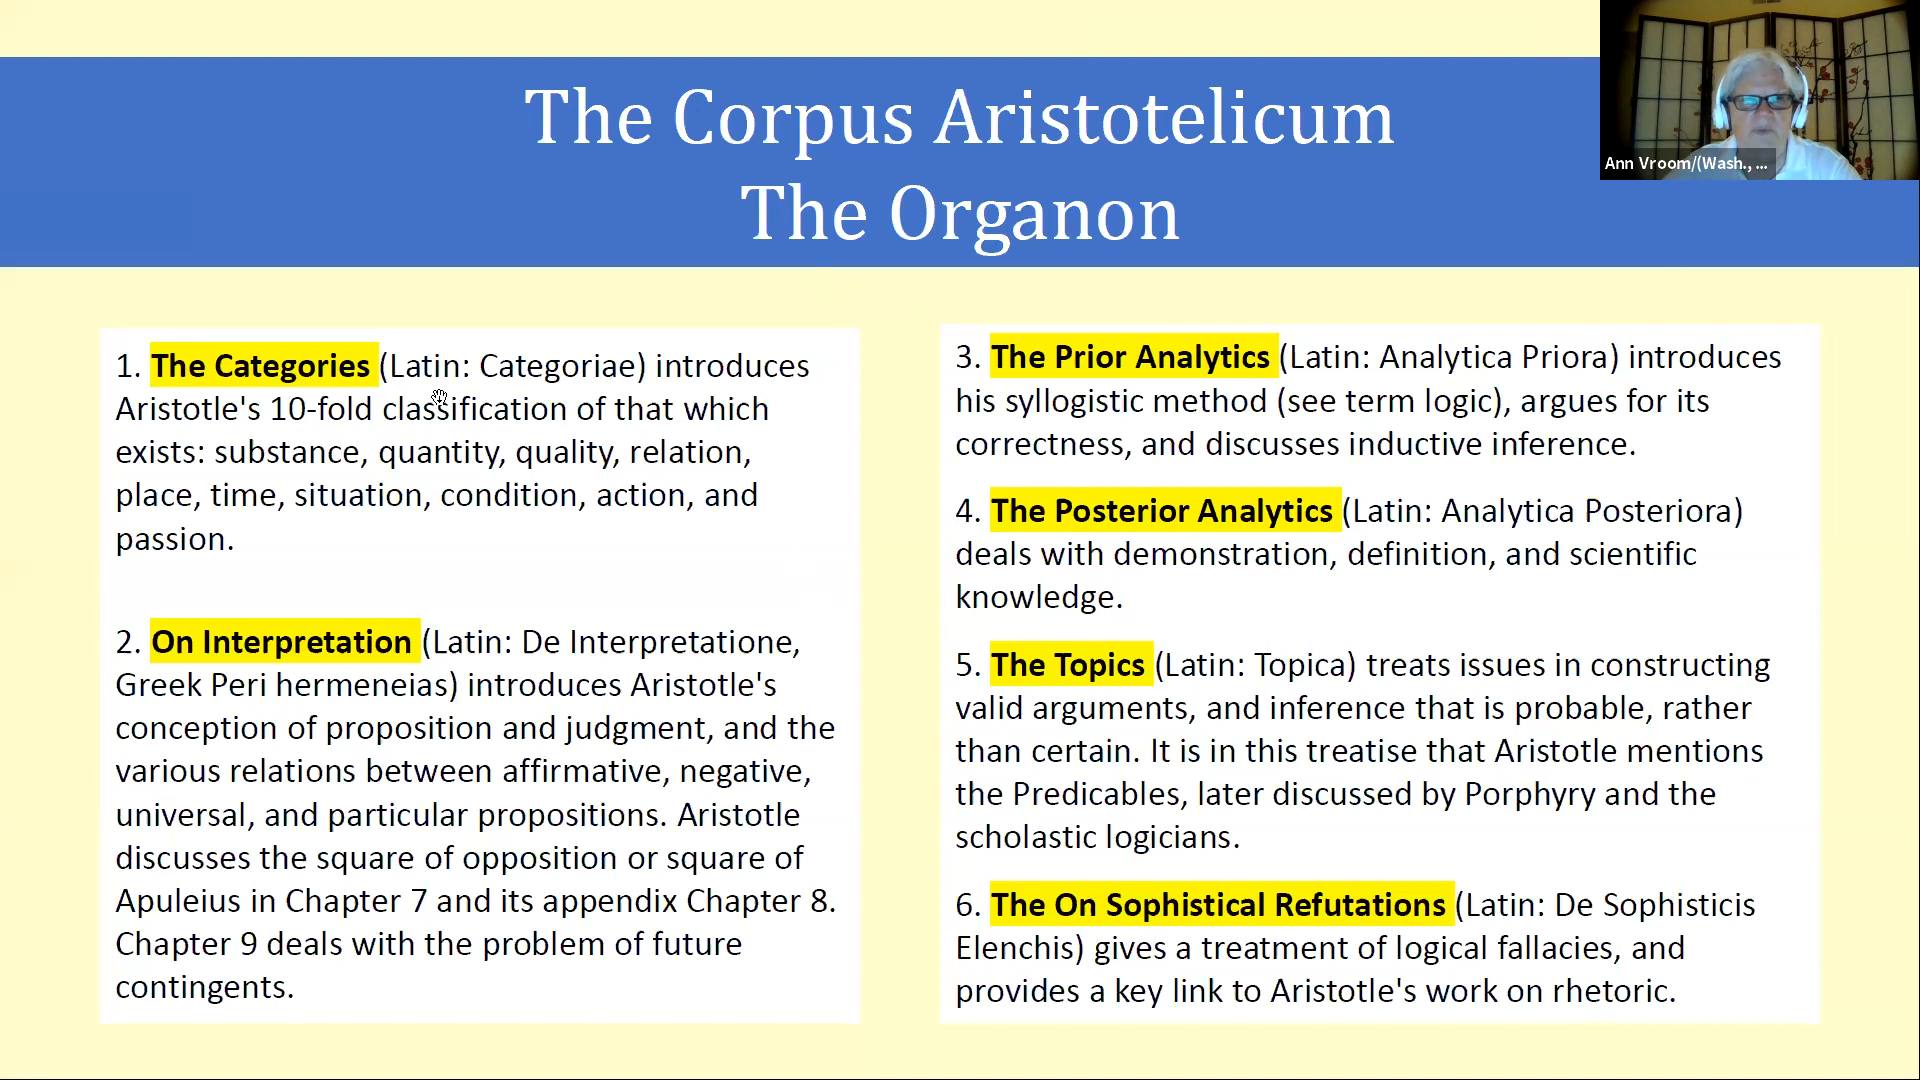 The Corpus Aristotelicum
The Organon
Ann Vroom/(Wash., ...
1. The Categories (Latin: Categoriae) introduces
Aristotle's 10-fold classification of that which
exists: substance, quantity, quality, relation,
place, time, situation, condition, action, and
passion.
2. On Interpretation (Latin: De Interpretatione,
Greek Peri hermeneias) introduces Aristotle's
conception of proposition and judgment, and the
various relations between affirmative, negative,
universal, and particular propositions. Aristotle
discusses the square of opposition or square of
Apuleius in Chapter 7 and its appendix Chapter 8.
Chapter 9 deals with the problem of future
contingents.
3. The Prior Analytics (Latin: Analytica Priora) introduces
his syllogistic method (see term logic), argues for its
correctness, and discusses inductive inference.
4. The Posterior Analytics (Latin: Analytica Posteriora)
deals with demonstration, definition, and scientific
knowledge.
5. The Topics (Latin: Topica) treats issues in constructing
valid arguments, and inference that is probable, rather
than certain. It is in this treatise that Aristotle mentions
the Predicables, later discussed by Porphyry and the
scholastic logicians.
6. The On Sophistical Refutations (Latin: De Sophisticis
Elenchis) gives a treatment of logical fallacies, and
provides a key link to Aristotle's work on rhetoric.